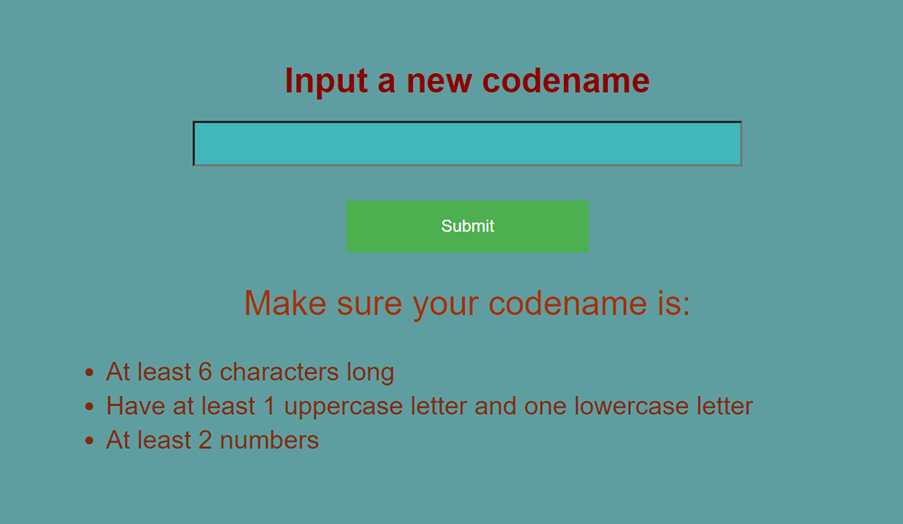 Input a new codename
Submit
Make sure your codename is:
• At least 6 characters long
• Have at least 1 uppercase letter and one lowercase letter
• At least 2 numbers